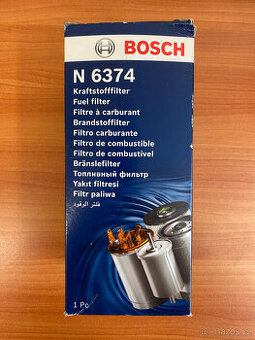 BOSCH
N 6374
Kraftstofffilter
Fuel filter
Filtre à carburant
Brandstoffilter
Filtro carburante
Filtro de combustible
Filtro de combustível
Bränslefilter
Топливный фильтр
Yakıt filtresi
Filtr paliwa
فلتر الوقود
1 Pc